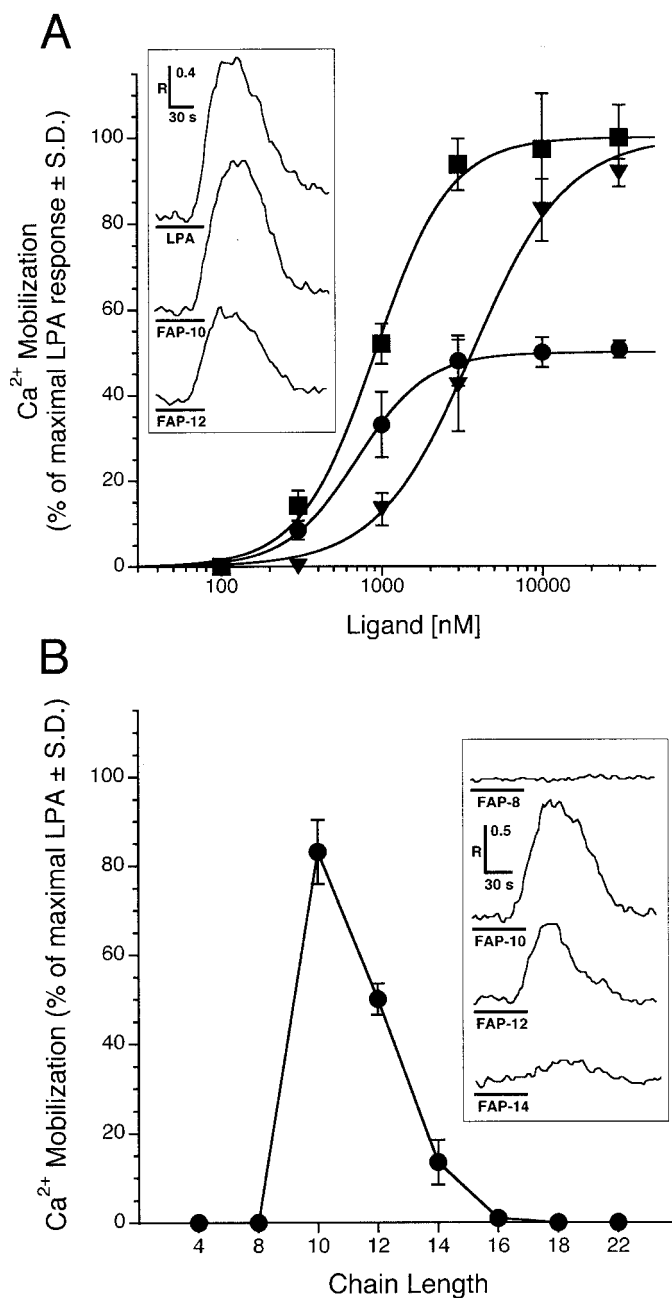 A
Ca2+ Mobilization
(% of maximal LPA response ± S.D.)
100
80
60
40
20
0
R
0.4
30 s
LPA
FAP-10
FAP-12
100
1000
10000
Ligand [nM]
B
Ca2+ Mobilization (% of maximal LPA ± S.D.)
100
80
60
40
20
0
FAP-8
R
0.5
30 s
FAP-10
FAP-12
FAP-14
4
8
10
12
14
16
18
22
Chain Length